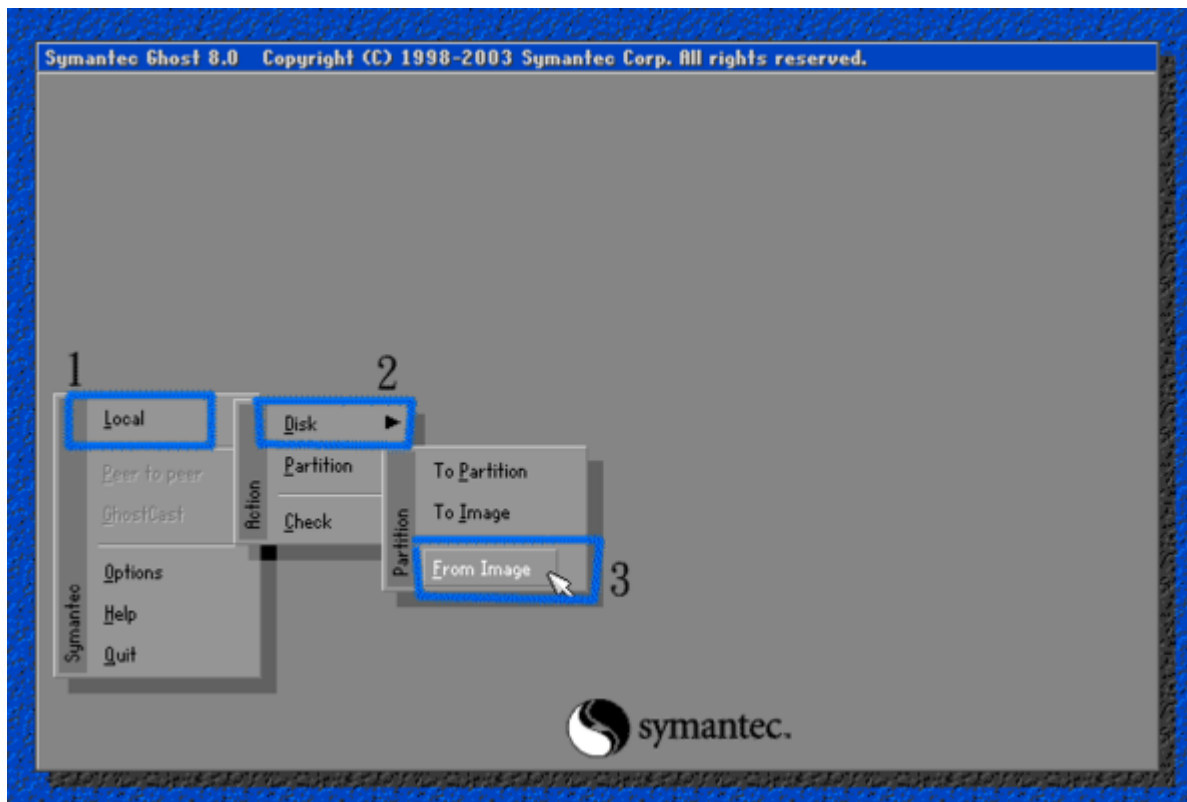 Symantec Ghost 8.0 Copyright (C) 1998-2003 Symantec Corp. All rights reserved.
1
2
Local
Peer to peer
GhostCast
Options
Help
Quit
Symantec
Disk
Partition
Check
Action
To Partition
To Image
From Image
Partition
3
symantec.